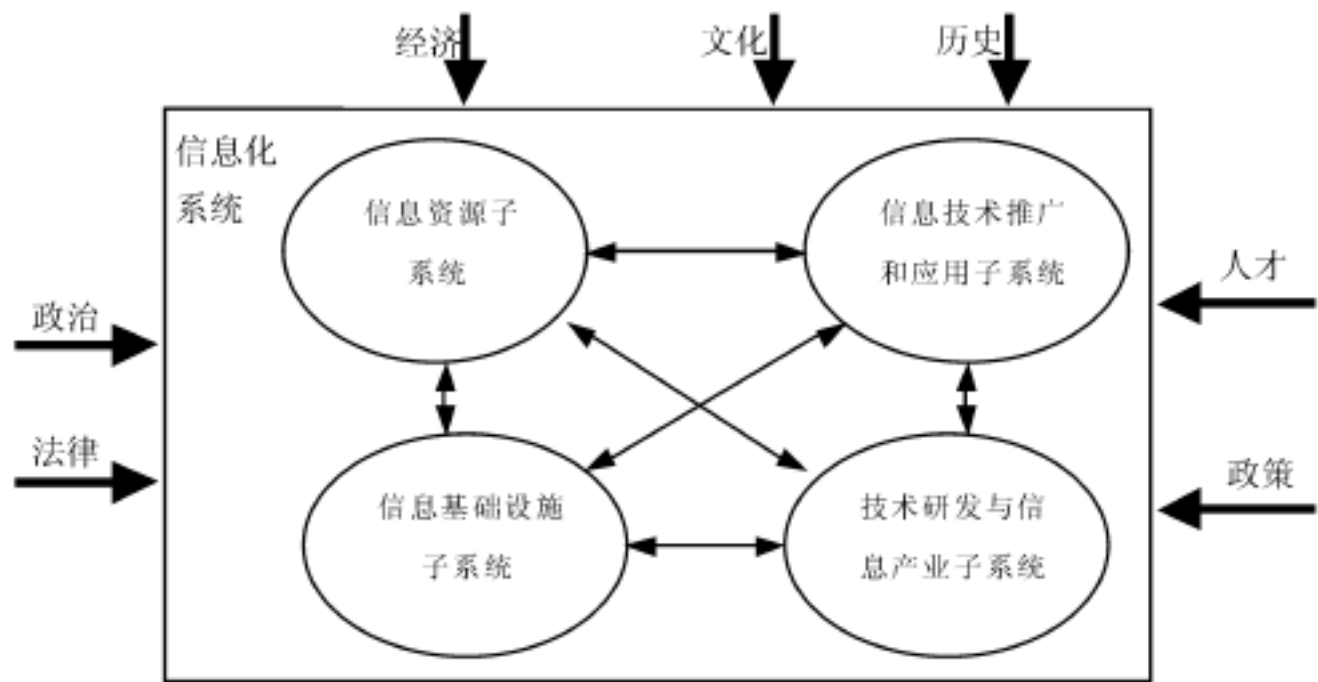 经济
文化
历史
信息化
系统
信息资源子
系统
信息技术推广
和应用子系统
政治
人才
法律
政策
信息基础设施
子系统
技术研发与信
息产业子系统